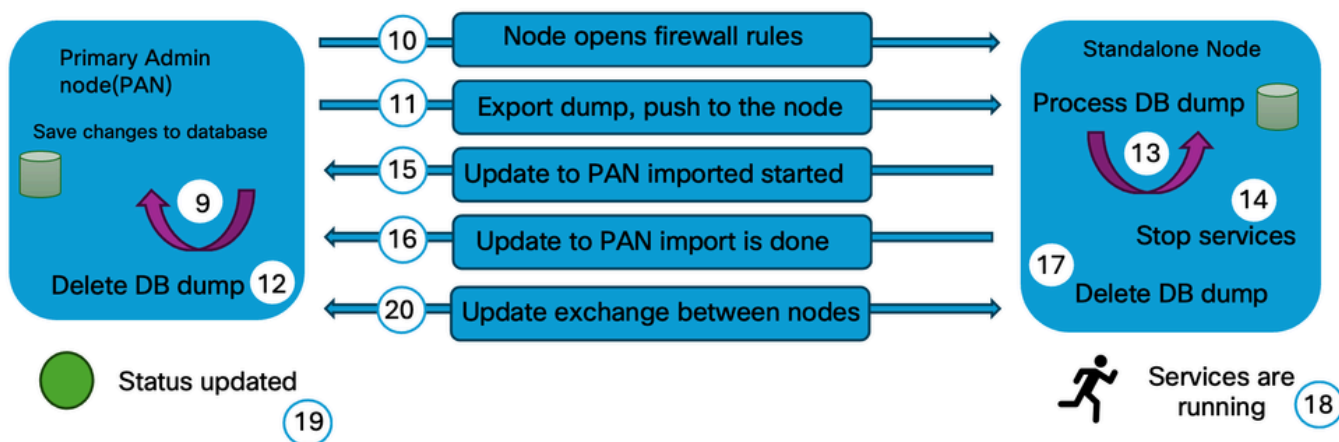 Primary Admin
node(PAN)
Save changes to database
9
Delete DB dump
12
10
Node opens firewall rules
11
Export dump, push to the node
15
Update to PAN imported started
16
Update to PAN import is done
20
Update exchange between nodes
Standalone Node
Process DB dump
13
14
Stop services
17
Delete DB dump
Status updated
19
Services are
running
18